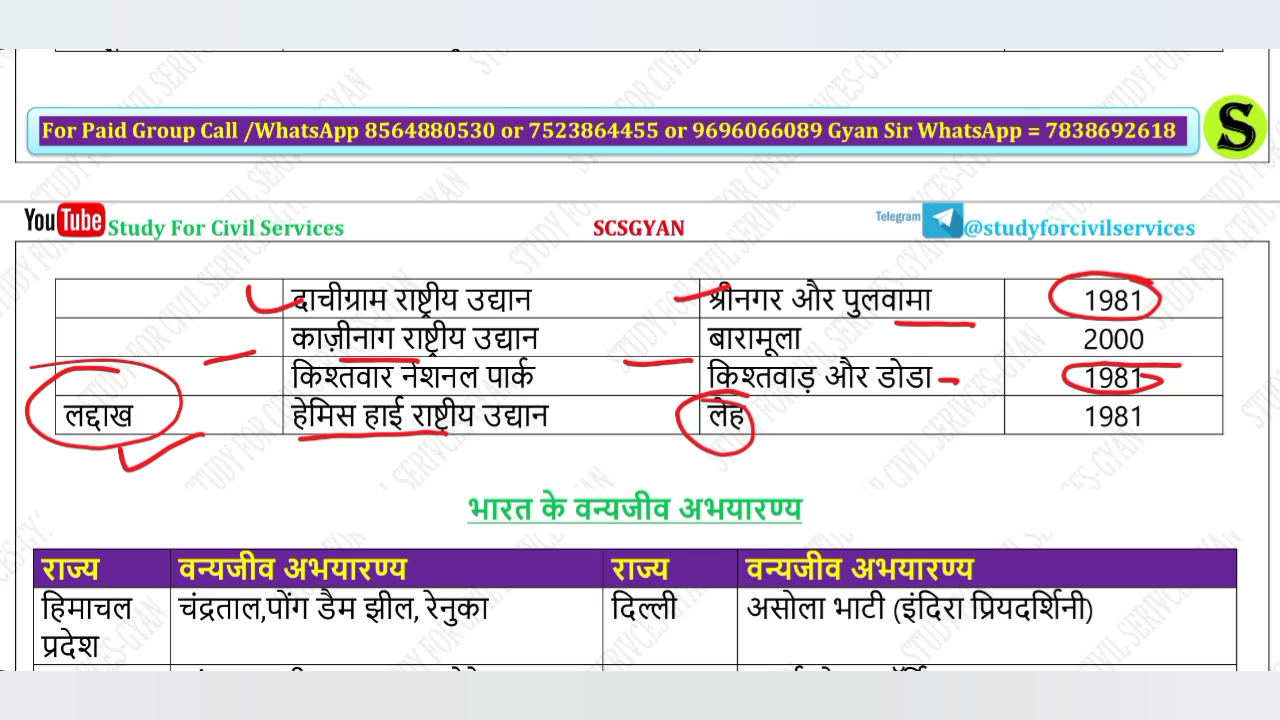 For Paid Group Call /WhatsApp 8564880530 or 7523864455 or 9696066089 Gyan Sir WhatsApp = 7838692618
S
YouTube Study For Civil Services SCSGYAN Telegram @studyforcivilservices
दाचीग्राम राष्ट्रीय उद्यान श्रीनगर और पुलवामा 1981
काज़ीनाग राष्ट्रीय उद्यान बारामूला 2000
किश्तवार नेशनल पार्क किश्तवाड़ और डोडा 1981
लद्दाख हेमिस हाई राष्ट्रीय उद्यान लेह 1981
भारत के वन्यजीव अभयारण्य
राज्य वन्यजीव अभयारण्य राज्य वन्यजीव अभयारण्य
हिमाचल चंद्रताल,पोंग डैम झील, रेनुका दिल्ली असोला भाटी (इंदिरा प्रियदर्शिनी)
प्रदेश